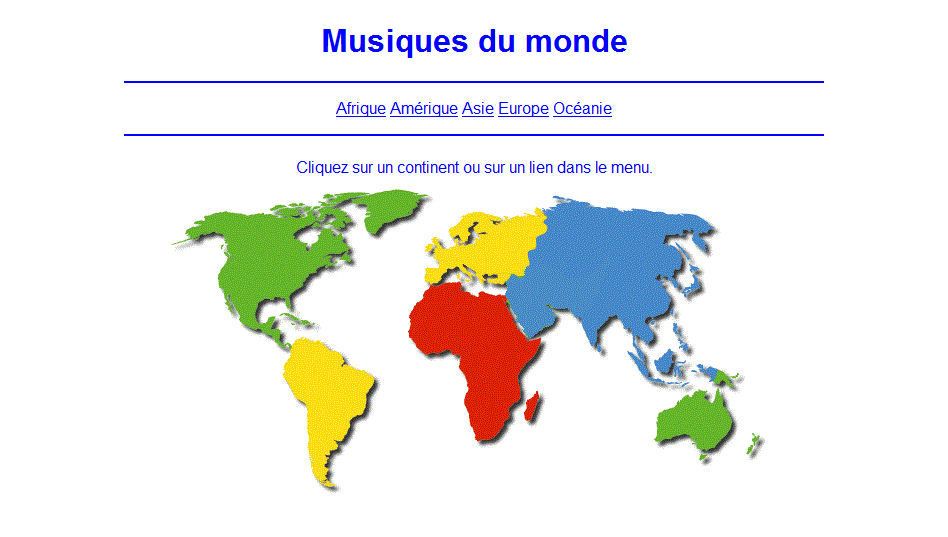 Musiques du monde
Afrique Amérique Asie Europe Océanie
Cliquez sur un continent ou sur un lien dans le menu.